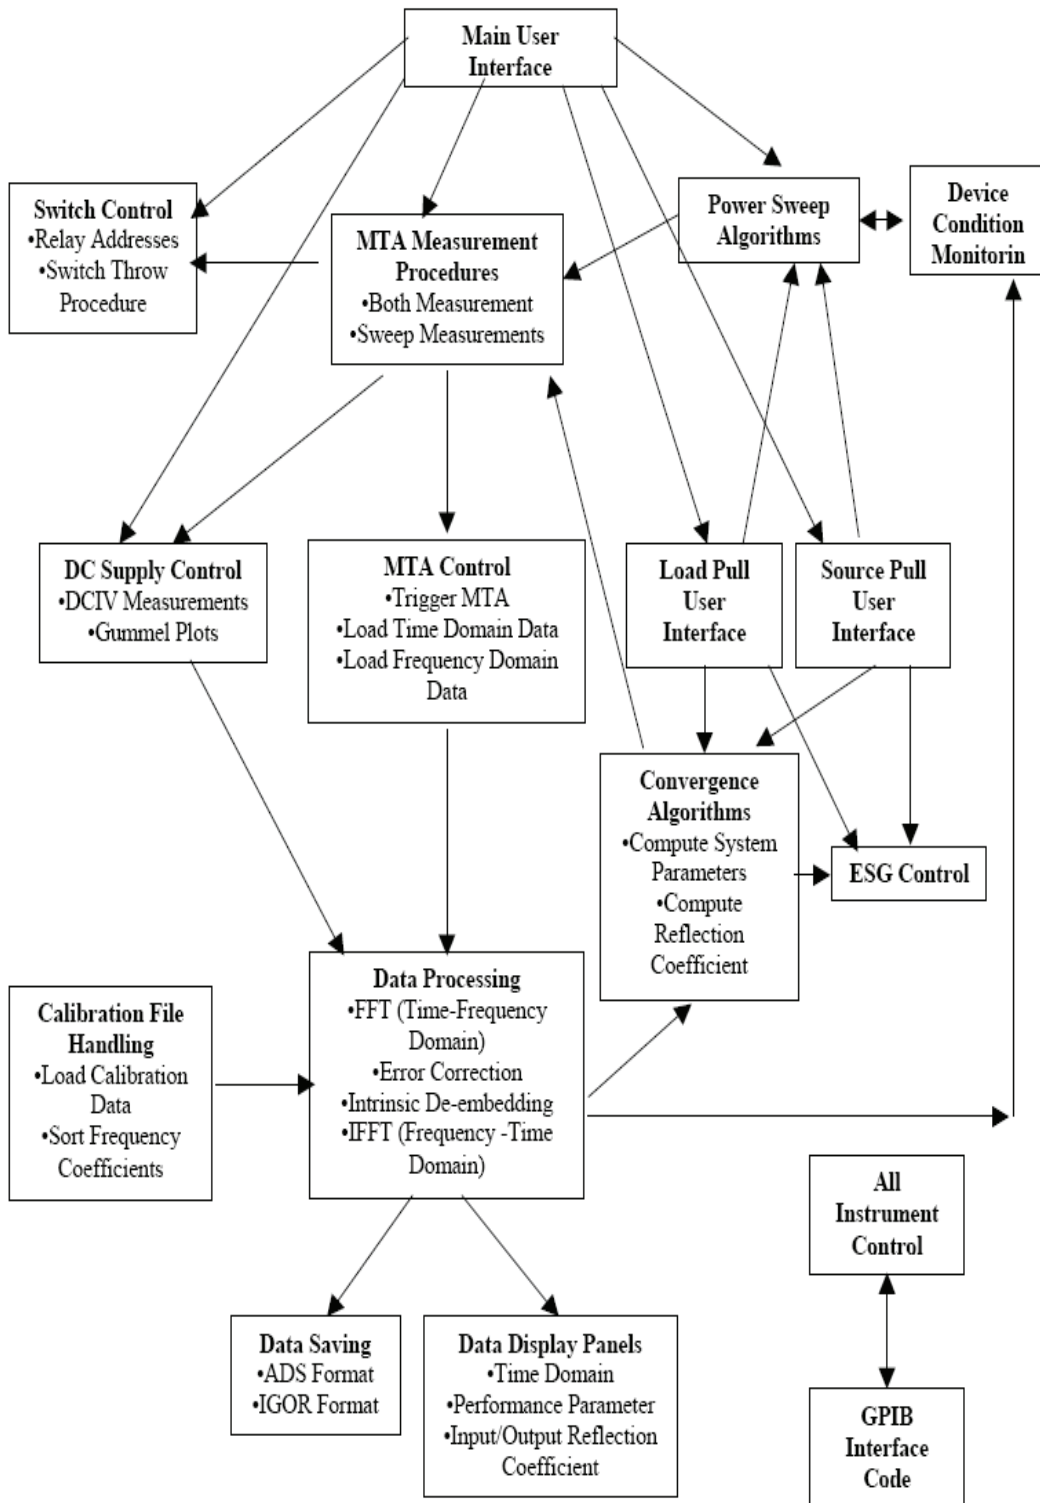 Main User
Interface
Switch Control
•Relay Addresses
•Switch Throw
Procedure
MTA Measurement
Procedures
•Both Measurement
•Sweep Measurements
Power Sweep
Algorithms
Device
Condition
Monitorin
DC Supply Control
•DCIV Measurements
•Gummel Plots
MTA Control
•Trigger MTA
•Load Time Domain Data
•Load Frequency Domain
Data
Load Pull
User
Interface
Source Pull
User
Interface
Convergence
Algorithms
•Compute System
Parameters
•Compute
Reflection
Coefficient
ESG Control
Calibration File
Handling
•Load Calibration
Data
•Sort Frequency
Coefficients
Data Processing
•FFT (Time-Frequency
Domain)
•Error Correction
•Intrinsic De-embedding
•IFFT (Frequency -Time
Domain)
All
Instrument
Control
Data Saving
•ADS Format
•IGOR Format
Data Display Panels
•Time Domain
•Performance Parameter
•Input/Output Reflection
Coefficient
GPIB
Interface
Code